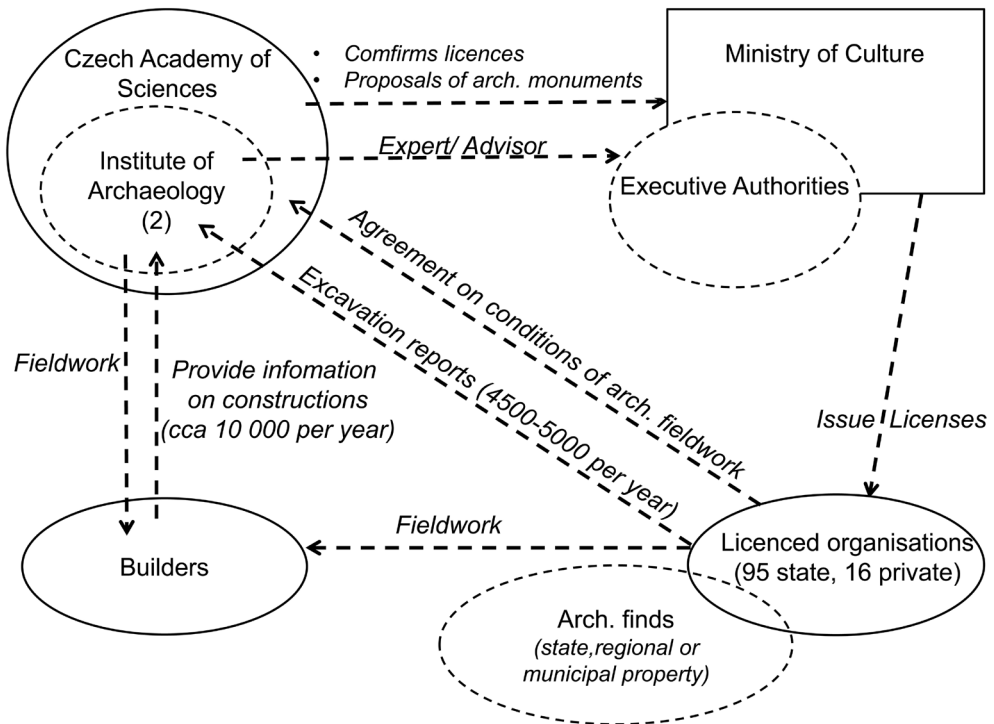 Czech Academy of
Sciences
• Comfirms licences
• Proposals of arch. monuments
Ministry of Culture
Institute of
Archaeology
(2)
Expert/ Advisor
Executive Authorities
Agreement on conditions of arch. fieldwork
Excavation reports (4500-5000 per year)
Fieldwork
Provide infomation
on constructions
(cca 10 000 per year)
Issue Licenses
Fieldwork
Builders
Licenced organisations
(95 state, 16 private)
Arch. finds
(state,regional or
municipal property)